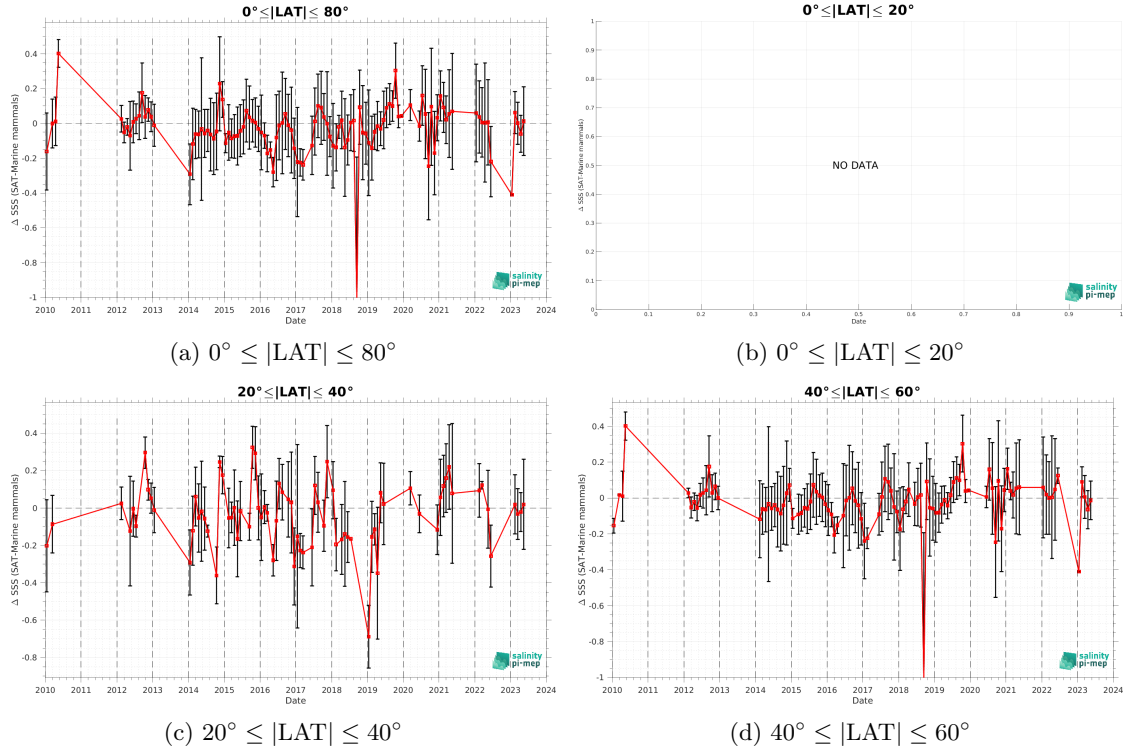 0°≤|LAT|≤ 80°
Δ SSS (SAT-Marine mammals)
0.4
0.2
0
-0.2
-0.4
-0.6
-0.8
-1
2010 2011 2012 2013 2014 2015 2016 2017 2018 2019 2020 2021 2022 2023 2024
Date
salinity
pi-mep
(a) 0° ≤ |LAT| ≤ 80°
0°≤|LAT|≤ 20°
Δ SSS (SAT-Marine mammals)
1
0.9
0.8
0.7
0.6
0.5
0.4
0.3
0.2
0.1
0
NO DATA
0 0.1 0.2 0.3 0.4 0.5 0.6 0.7 0.8 0.9 1
Date
salinity
pi-mep
(b) 0° ≤ |LAT| ≤ 20°
20°≤|LAT|≤ 40°
Δ SSS (SAT-Marine mammals)
0.4
0.2
0
-0.2
-0.4
-0.6
-0.8
2010 2011 2012 2013 2014 2015 2016 2017 2018 2019 2020 2021 2022 2023 2024
Date
salinity
pi-mep
(c) 20° ≤ |LAT| ≤ 40°
40°≤|LAT|≤ 60°
Δ SSS (SAT-Marine mammals)
0.4
0.2
0
-0.2
-0.4
-0.6
-0.8
-1
2010 2011 2012 2013 2014 2015 2016 2017 2018 2019 2020 2021 2022 2023 2024
Date
salinity
pi-mep
(d) 40° ≤ |LAT| ≤ 60°